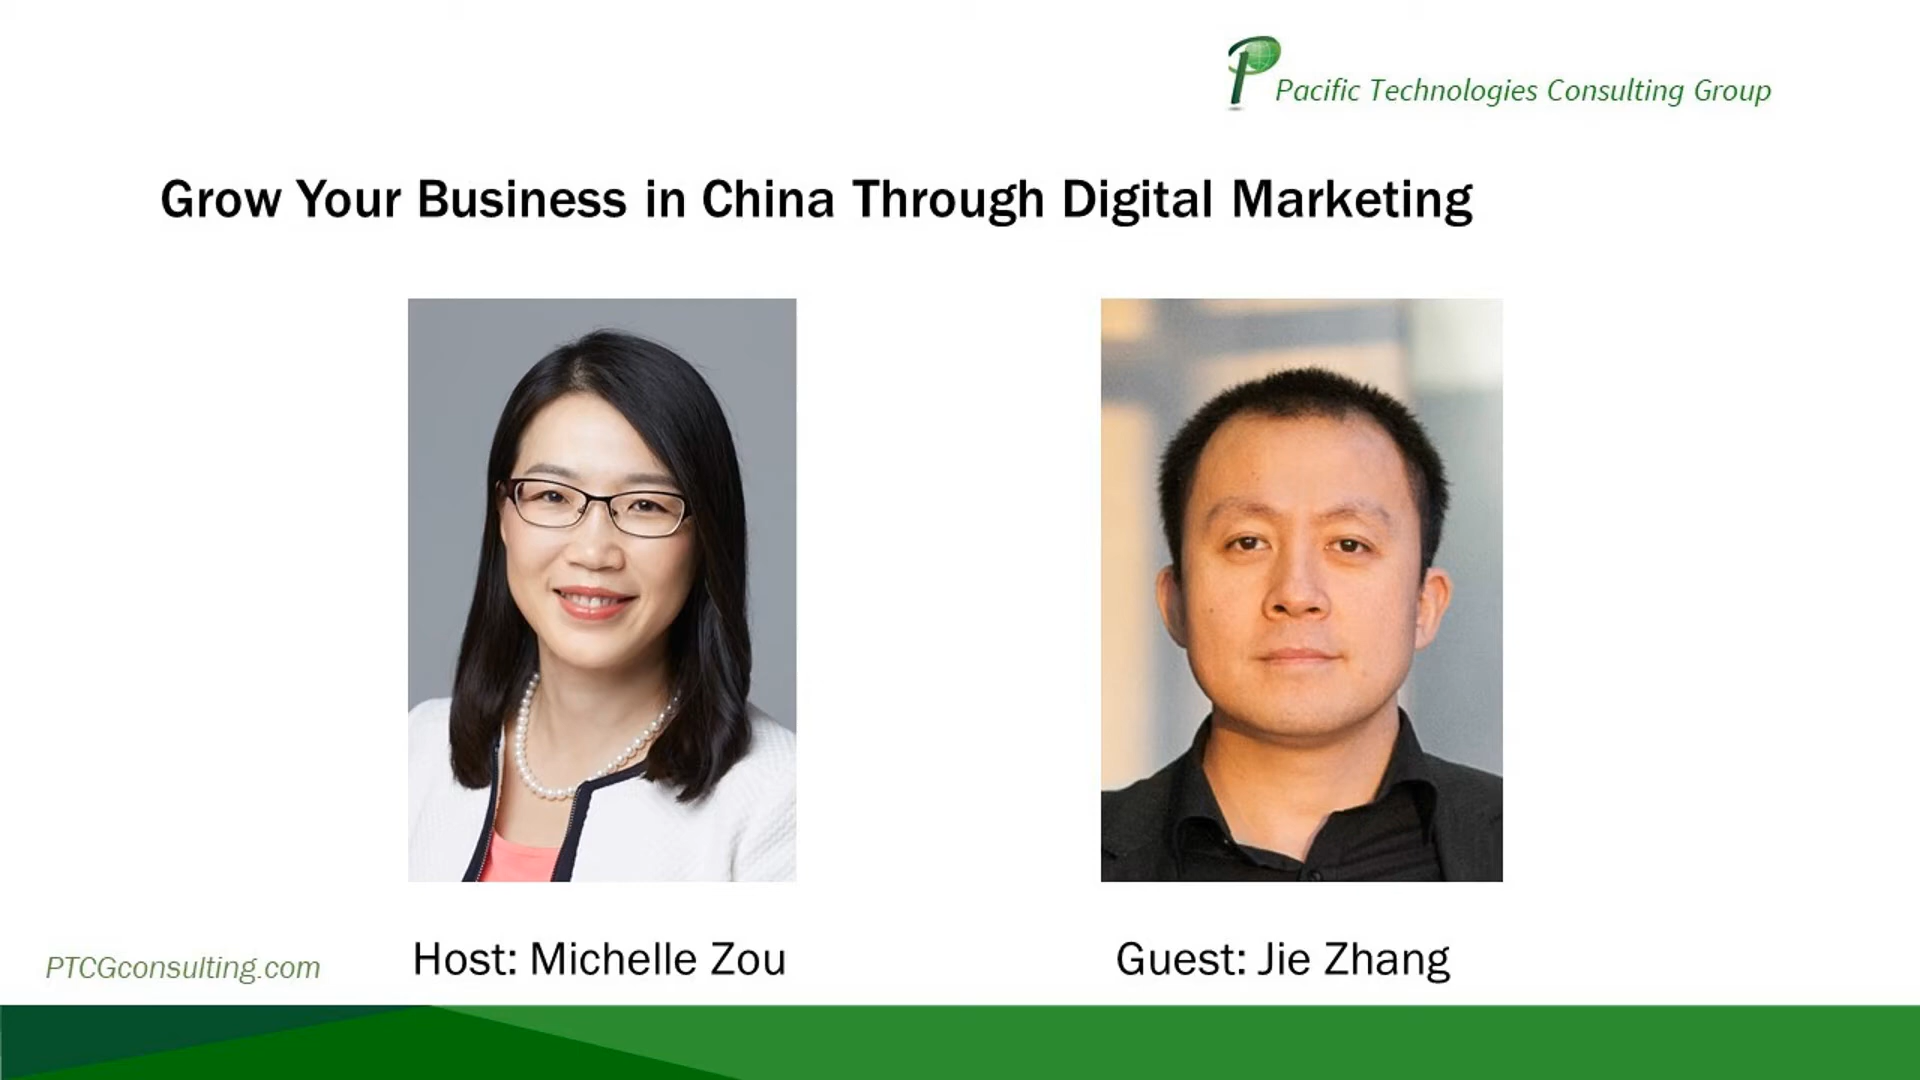 Pacific Technologies Consulting Group
Grow Your Business in China Through Digital Marketing
Host: Michelle Zou
Guest: Jie Zhang
PTCGconsulting.com